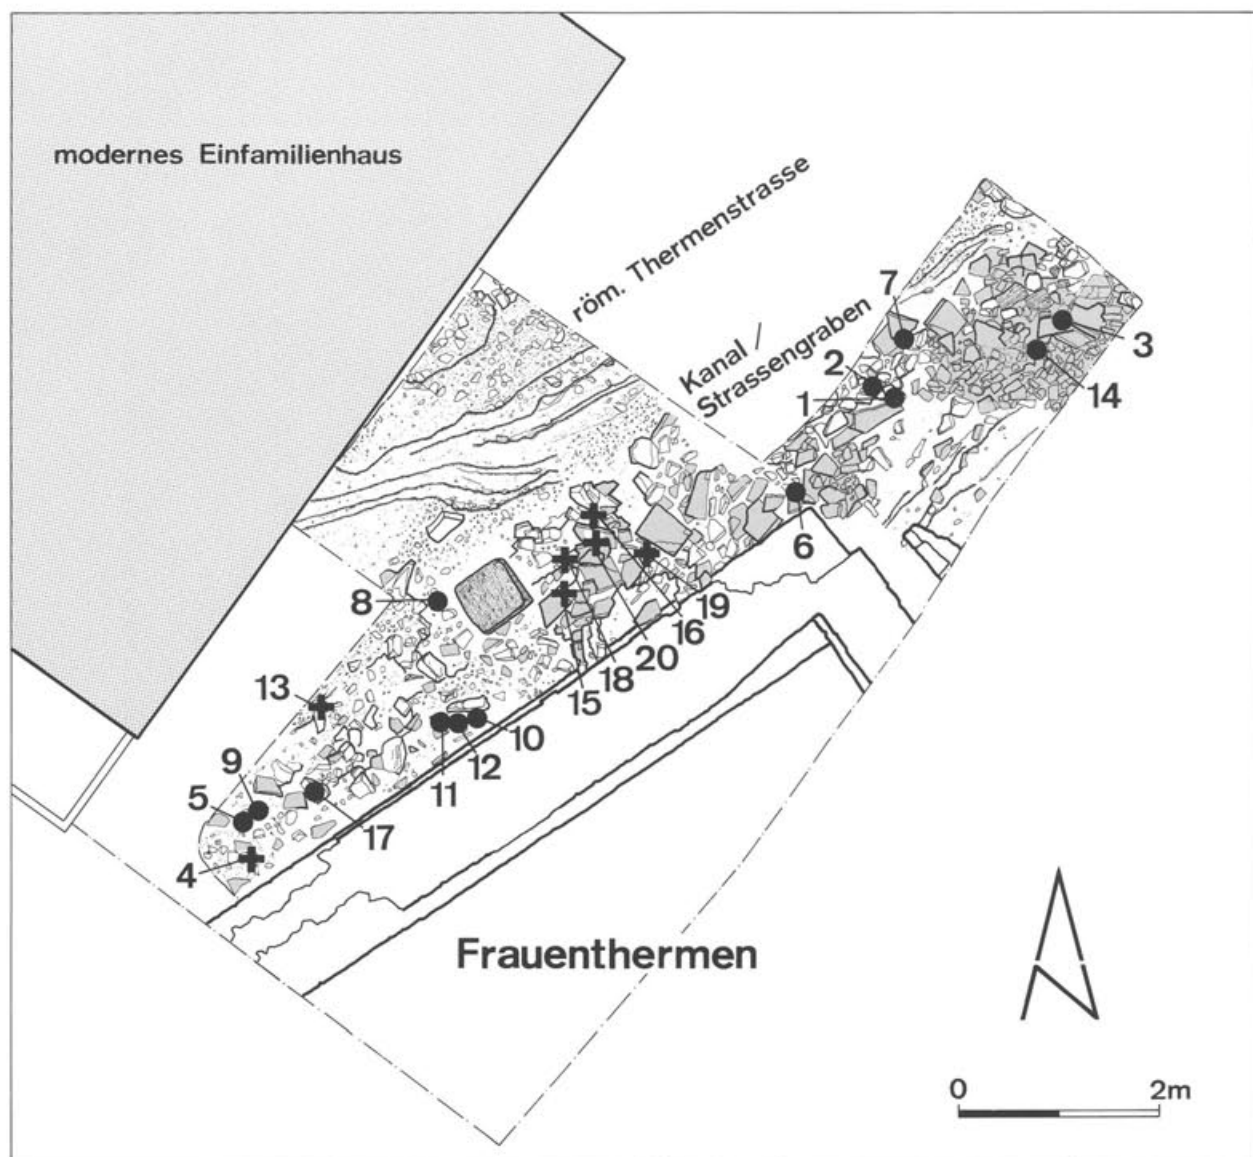 modernes Einfamilienhaus
röm. Thermenstrasse
Kanal /
Strassengraben
7
2
1
3
14
6
8
19
16
20
18
15
13
10
12
11
9
5
17
4
Frauenthermen
N
0 2m